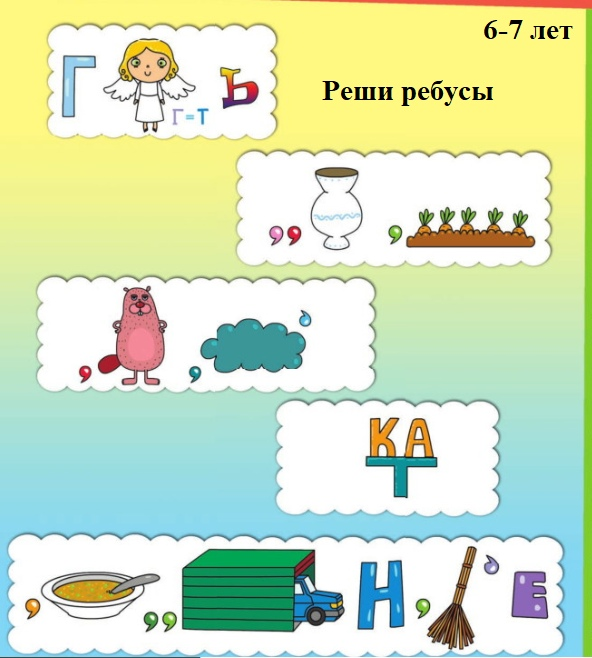 6-7 лет
Реши ребусы
Г Ь
Г=Т
,, ,
, , ,
КА
Т
, ,, Н , , Е